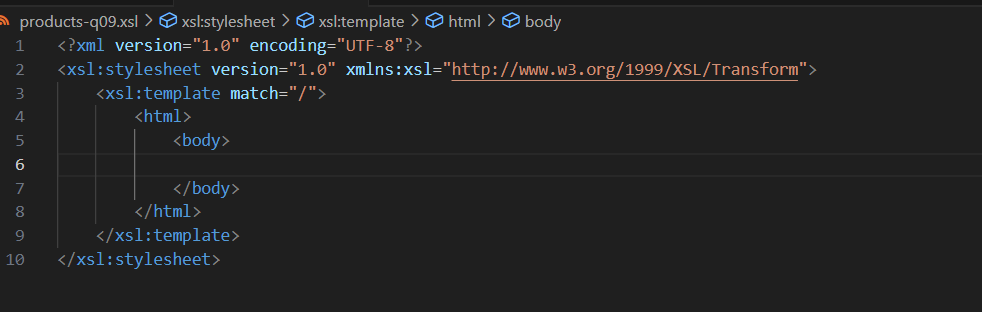 products-q09.xsl > xsl:stylesheet > xsl:template > html > body
1 <?xml version="1.0" encoding="UTF-8"?>
2 <xsl:stylesheet version="1.0" xmlns:xsl="http://www.w3.org/1999/XSL/Transform">
3     <xsl:template match="/">
4         <html>
5             <body>
6
7             </body>
8         </html>
9     </xsl:template>
10 </xsl:stylesheet>